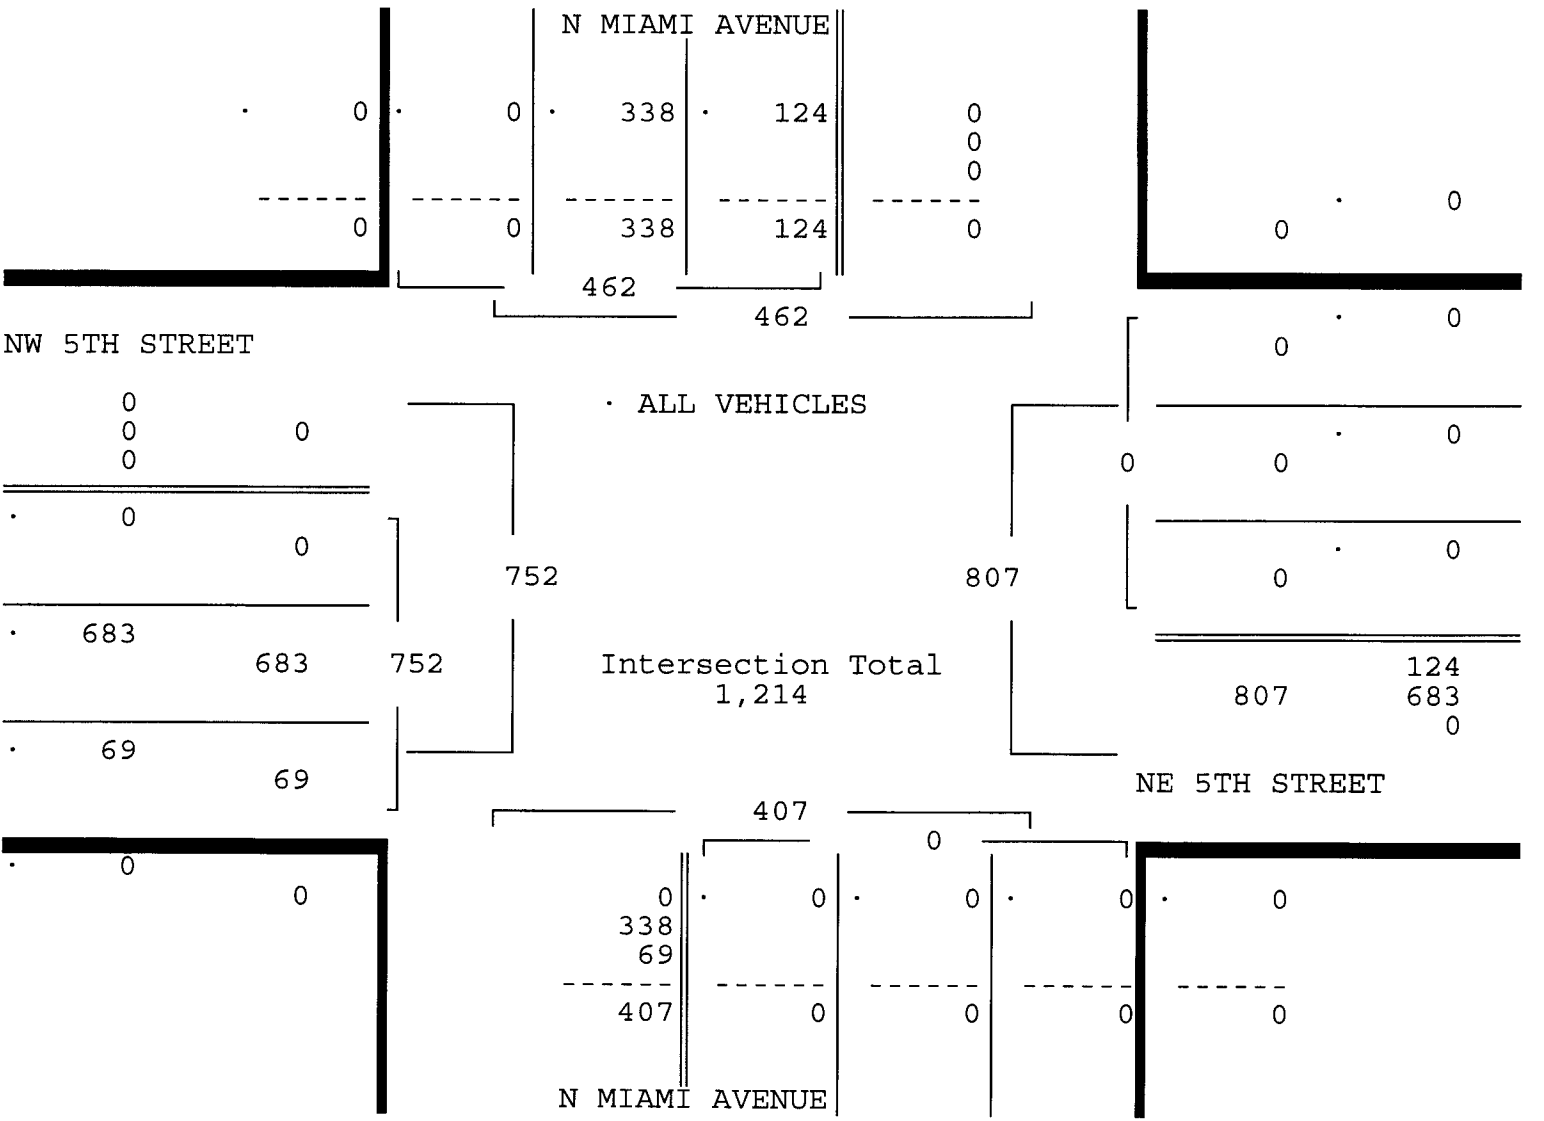 N MIAMI AVENUE
· 0 · 0 · 338 · 124 0
0
0
· 0
0 0 338 124 0 0
462
462 · 0
NW 5TH STREET 0
0 · ALL VEHICLES
0 0 · 0
0 0 0
· 0
0 · 0
752 807 0
· 683
683 752 Intersection Total 124
1,214 807 683
0
· 69
69 NE 5TH STREET
407
0
· 0
0 0 · 0 · 0 · 0 · 0
338
69
407 0 0 0 0
N MIAMI AVENUE